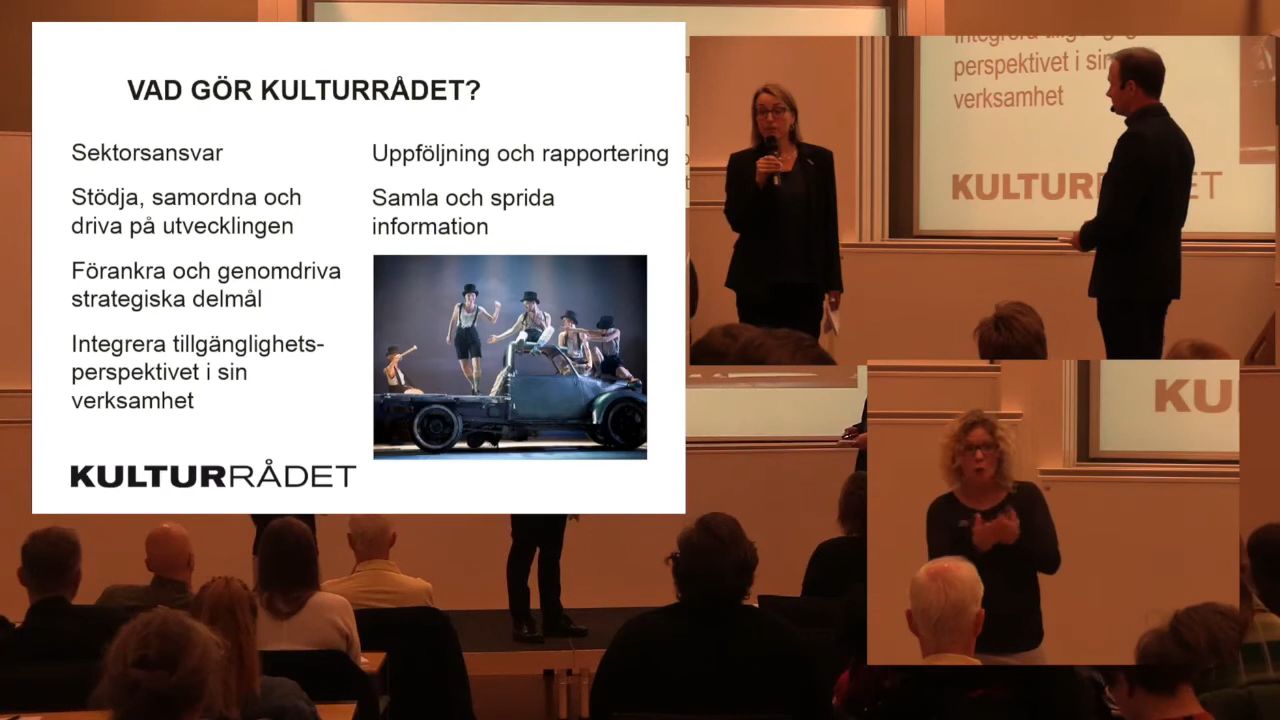 VAD GÖR KULTURRÅDET?
Sektorsansvar
Stödja, samordna och
driva på utvecklingen
Förankra och genomdriva
strategiska delmål
Integrera tillgänglighets-
perspektivet i sin
verksamhet
Uppföljning och rapportering
Samla och sprida
information
KULTURRÅDET
perspektivet i sin
verksamhet
KULTUR ET
KU